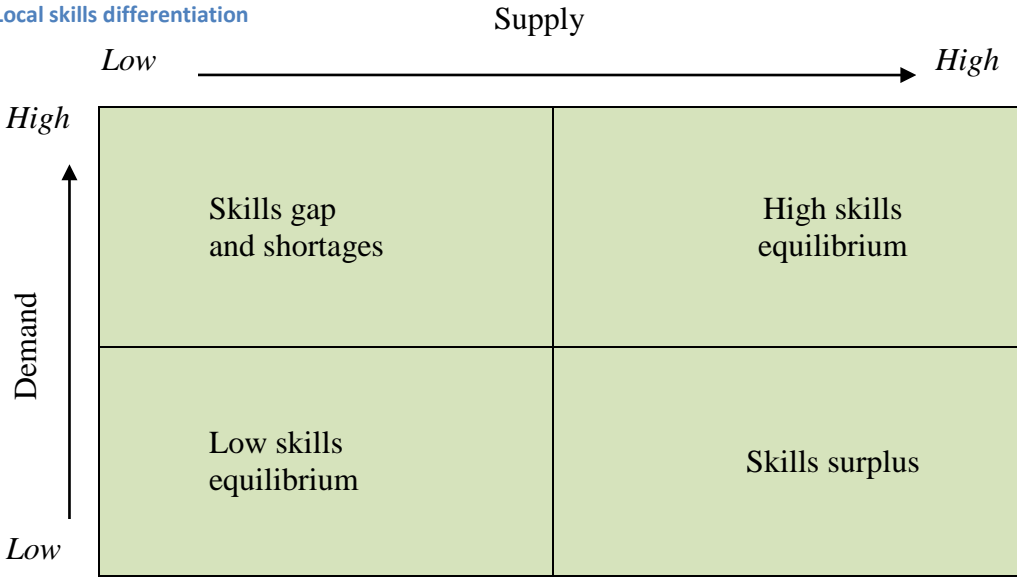 Local skills differentiation
Supply
Low
High
High
Skills gap
and shortages
High skills
equilibrium
Demand
Low skills
equilibrium
Skills surplus
Low